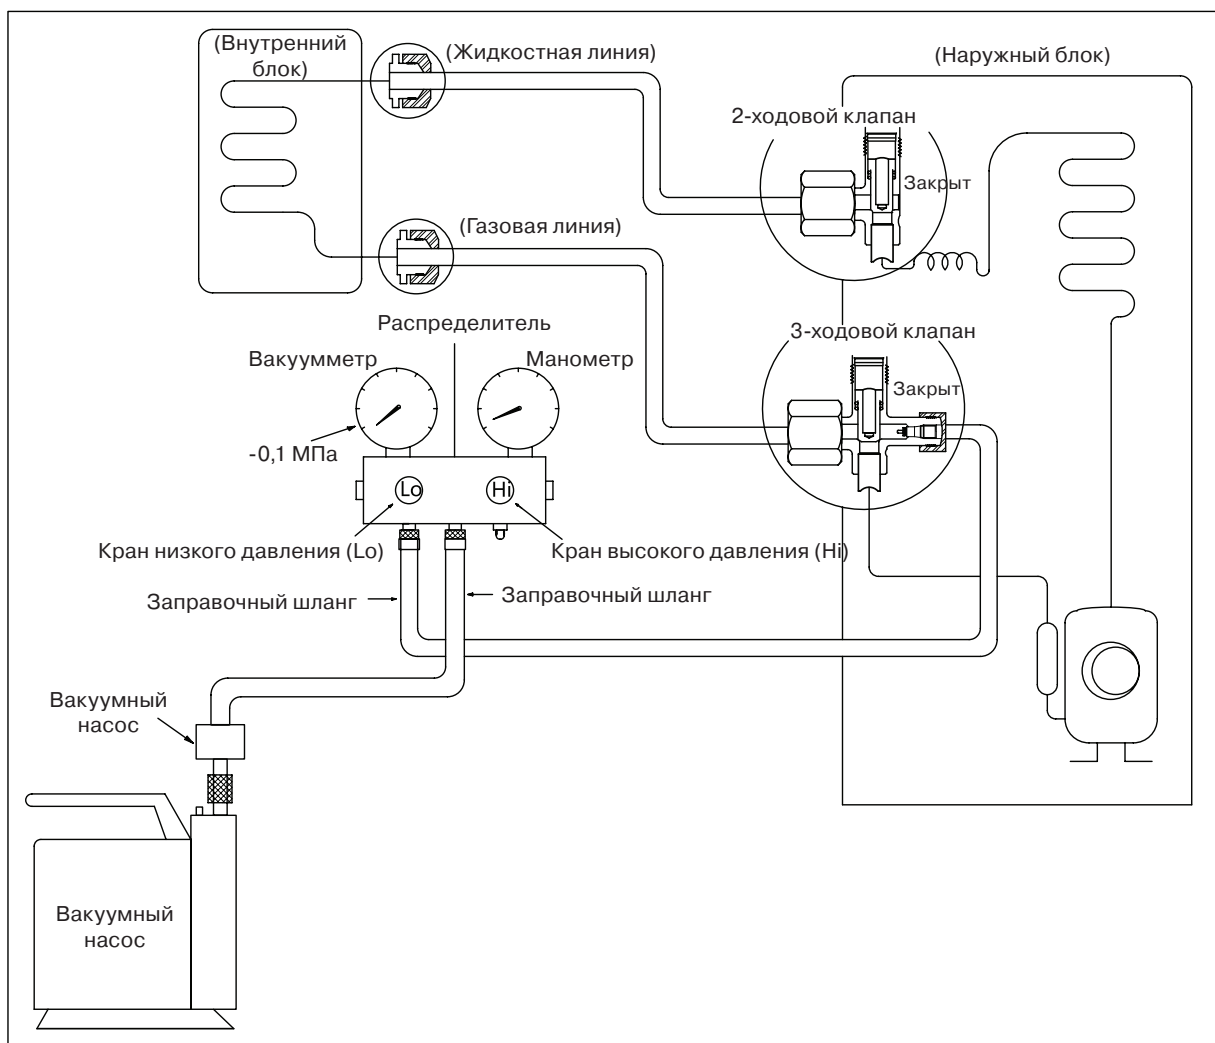 (Внутренний
блок)
(Жидкостная линия)
(Наружный блок)
2-ходовой клапан
Закрыт
(Газовая линия)
Распределитель
3-ходовой клапан
Вакуумметр
Манометр
Закрыт
-0,1 МПа
Lo
Hi
Кран низкого давления (Lo)
Кран высокого давления (Hi)
Заправочный шланг
Заправочный шланг
Вакуумный
насос
Вакуумный
насос